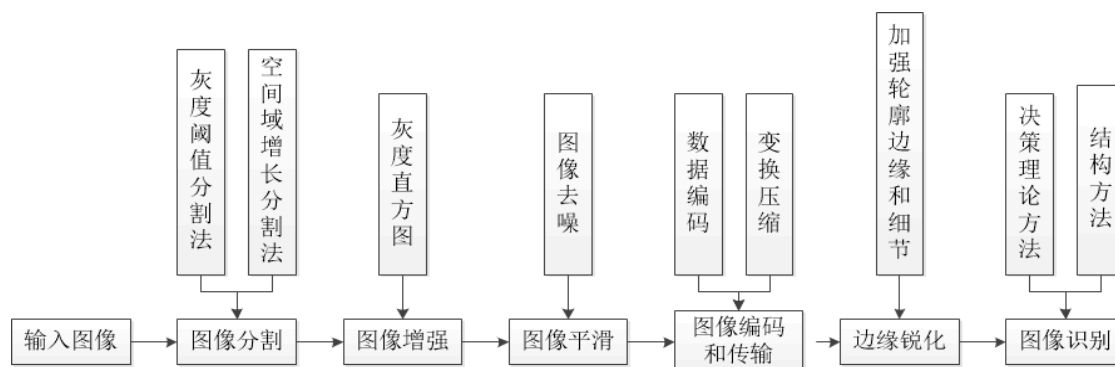 灰度阈值分割法
空间域增长分割法
灰度直方图
图像去噪
数据编码
变换压缩
加强轮廓边缘和细节
决策理论方法
结构方法
输入图像
图像分割
图像增强
图像平滑
图像编码
和传输
边缘锐化
图像识别